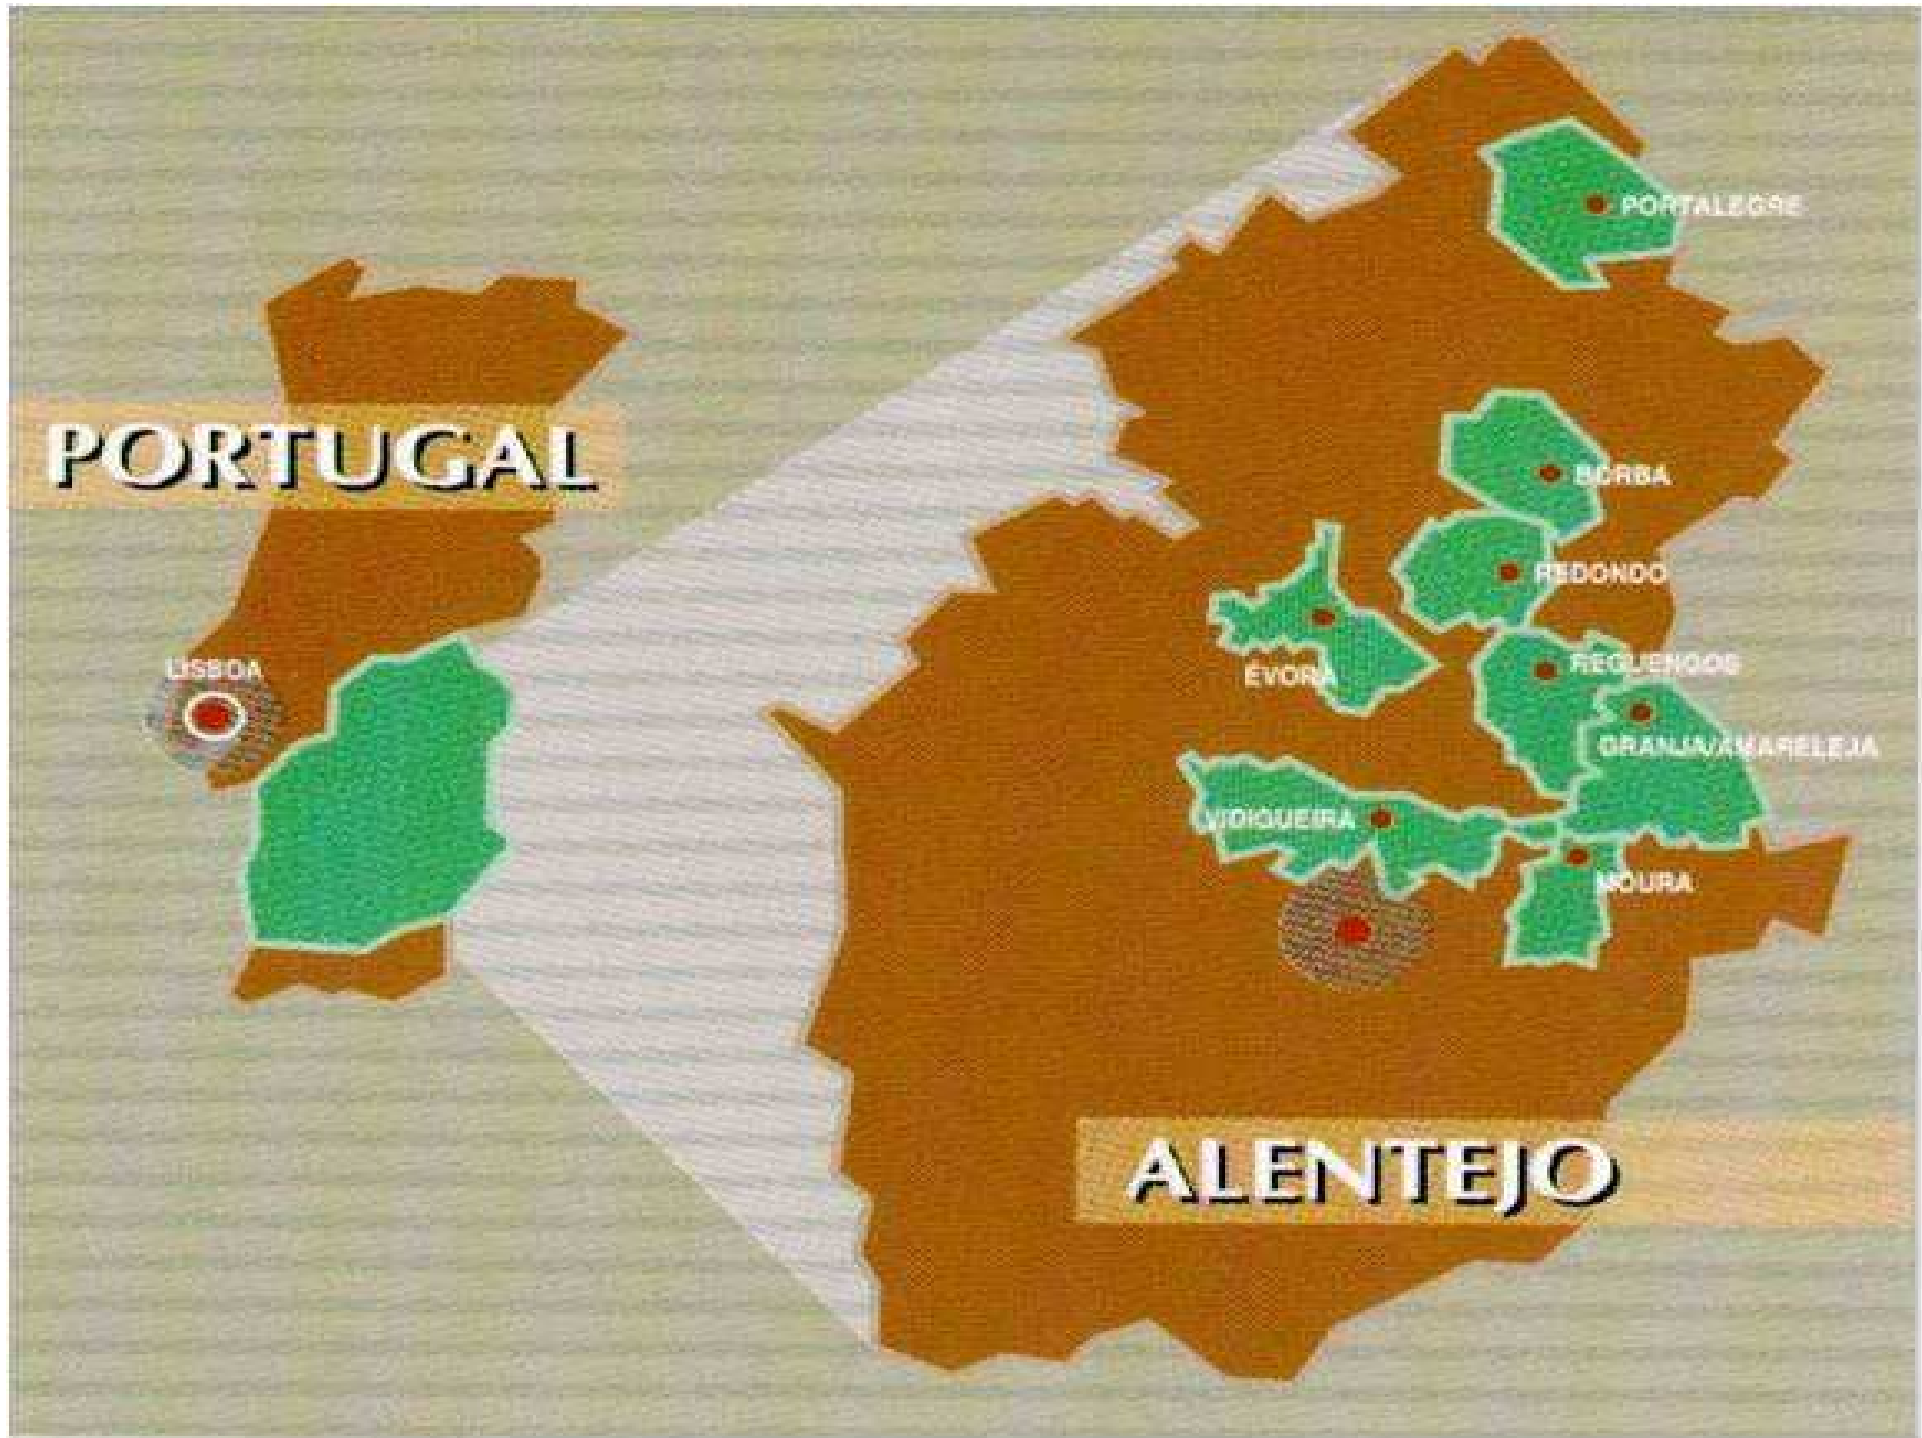 PORTALEGRE
PORTUGAL
BORBA
REDONDO
LISBOA
ÉVORA
REGUENGOS
GRANJA/AMARELEJA
VIDIGUEIRA
MOURA
ALENTEJO